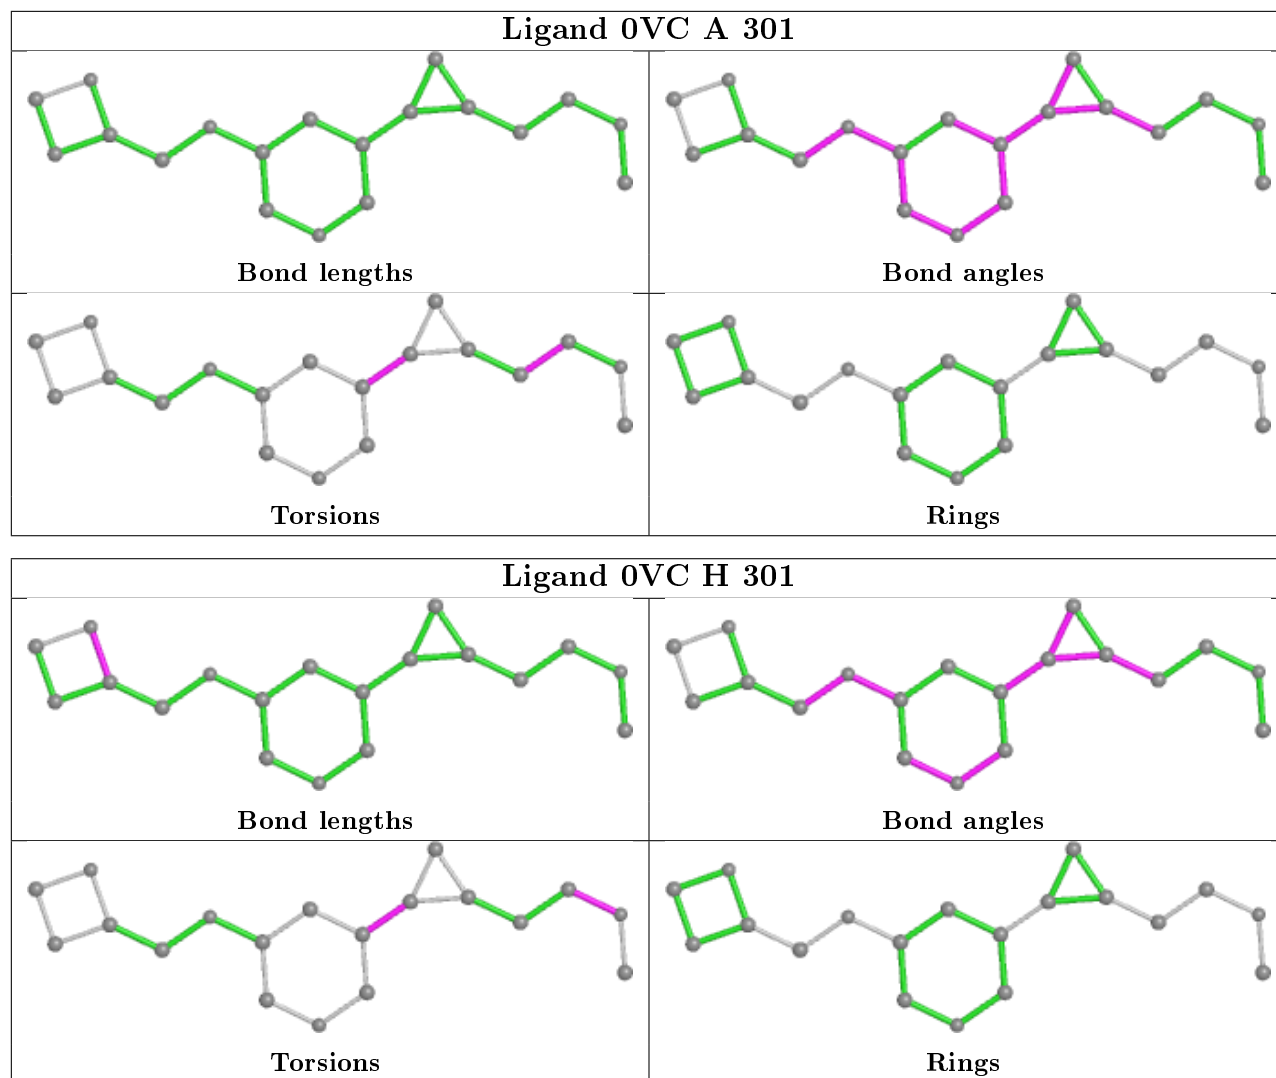 Ligand 0VC A 301
Bond lengths
Bond angles
Torsions
Rings
Ligand 0VC H 301
Bond lengths
Bond angles
Torsions
Rings